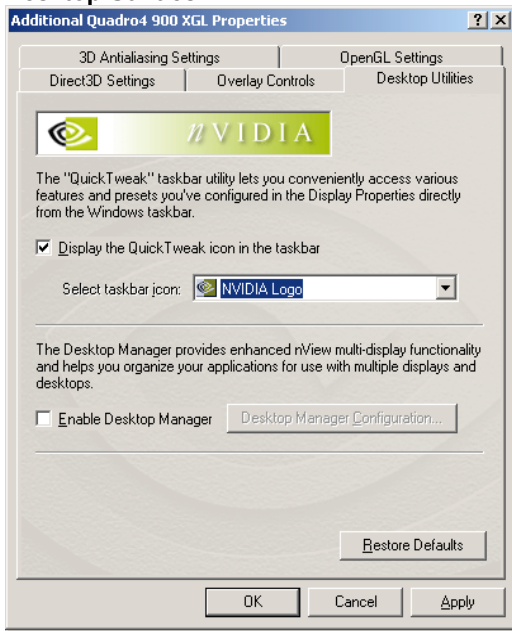 Additional Quadro4 900 XGL Properties
3D Antialiasing Settings
OpenGL Settings
Direct3D Settings
Overlay Controls
Desktop Utilities
nVIDIA
The "QuickTweak" taskbar utility lets you conveniently access various
features and presets you've configured in the Display Properties directly
from the Windows taskbar.
Display the QuickTweak icon in the taskbar
Select taskbar icon:
NVIDIA Logo
The Desktop Manager provides enhanced nView multi-display functionality
and helps you organize your applications for use with multiple displays and
desktops.
Enable Desktop Manager
Desktop Manager Configuration...
Restore Defaults
OK
Cancel
Apply